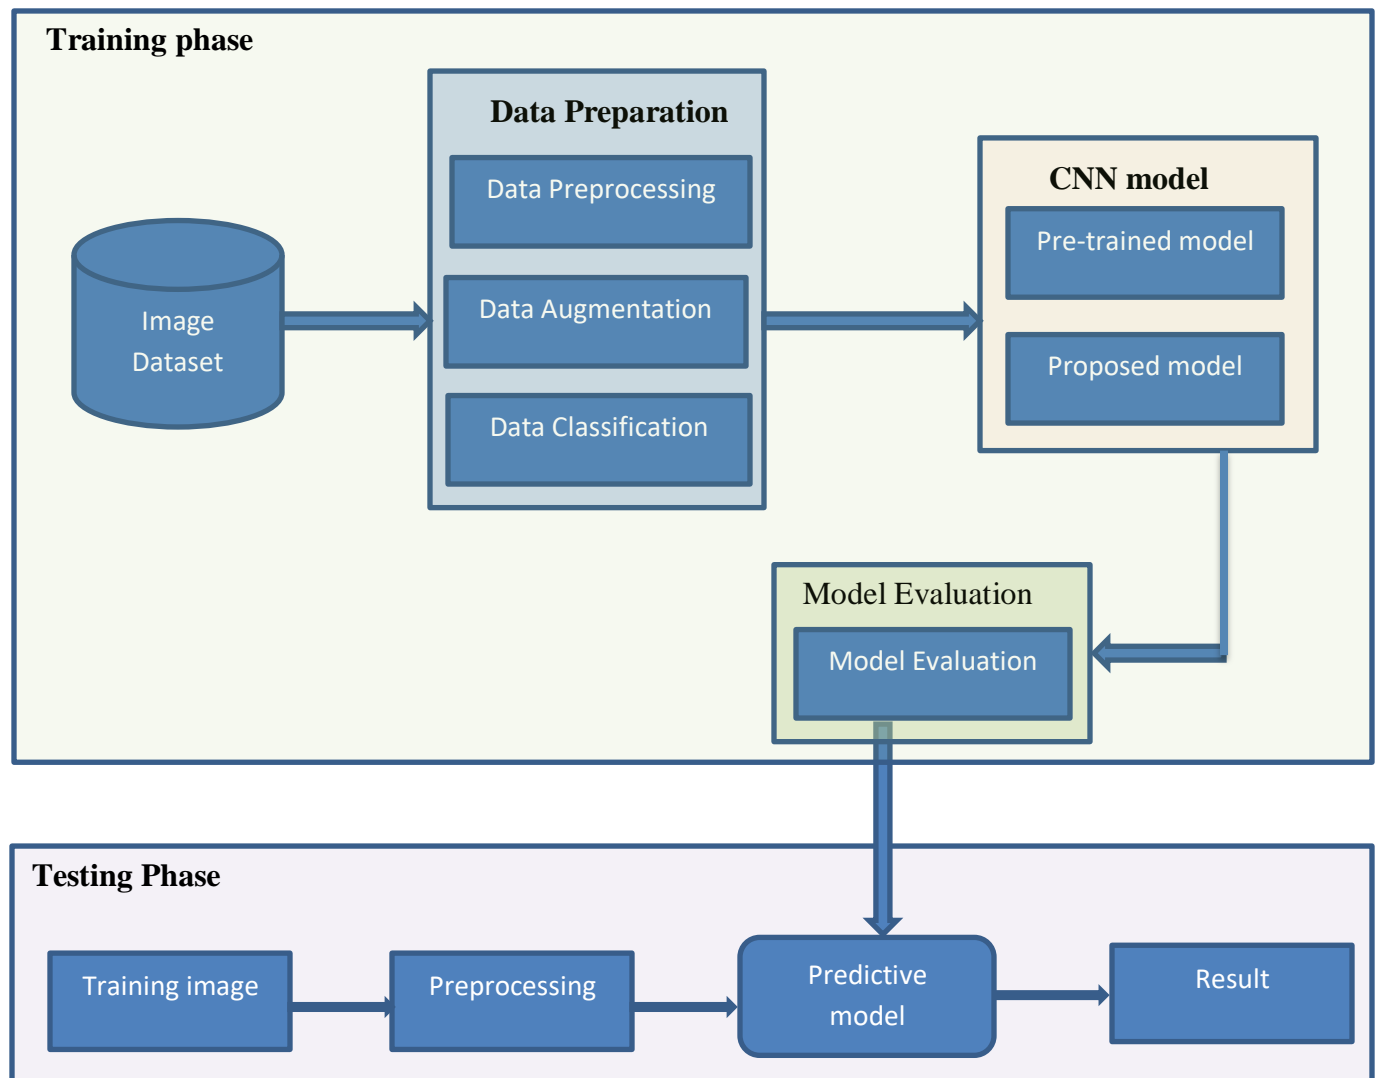 Training phase
Data Preparation
Data Preprocessing
Data Augmentation
Data Classification
Image
Dataset
CNN model
Pre-trained model
Proposed model
Model Evaluation
Model Evaluation
Testing Phase
Training image
Preprocessing
Predictive
model
Result